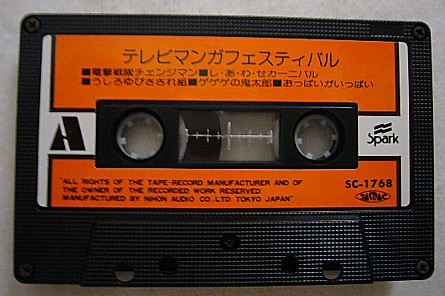 テレビマンガフェスティバル
■電撃戦隊チェンジマン■し・あ・わ・せカーニバル
■うしろゆびさされ組■ゲゲゲの鬼太郎■おっぱいがいっぱい
A
Spark
"ALL RIGHTS OF THE TAPE-RECORD MANUFACTURER AND OF
THE OWNER OF THE RECORDED WORK RESERVED
MANUFACTURED BY NIHON AUDIO CO.,LTD. TOKYO JAPAN"
SC-1768
JASRAC